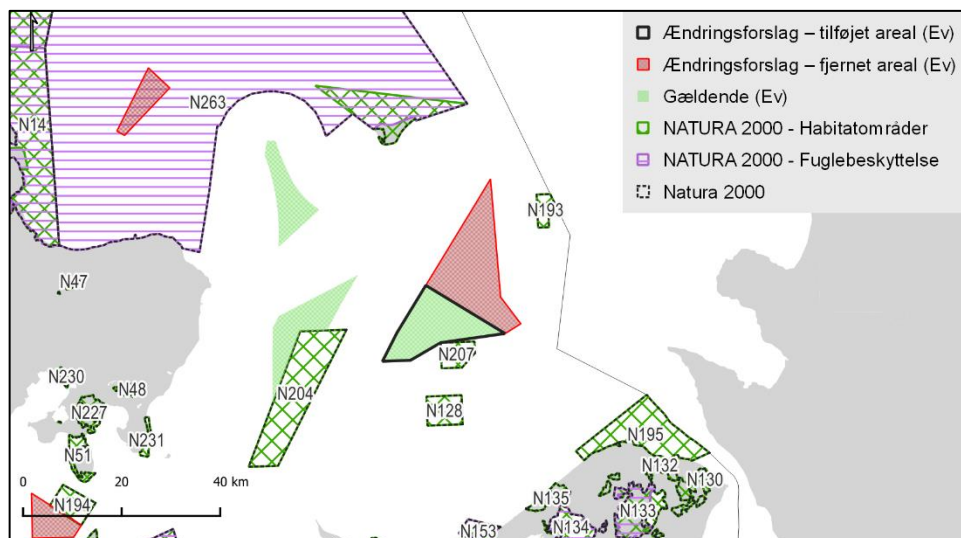 Ændringsforslag – tilføjet areal (Ev)
Ændringsforslag – fjernet areal (Ev)
Gældende (Ev)
NATURA 2000 - Habitatområder
NATURA 2000 - Fuglebeskyttelse
Natura 2000
N263
N14
N193
N47
N207
N230
N48
N204
N128
N227
N231
N195
N51
N132
N130
N194
N135
N133
N153
N134
0 20 40 km